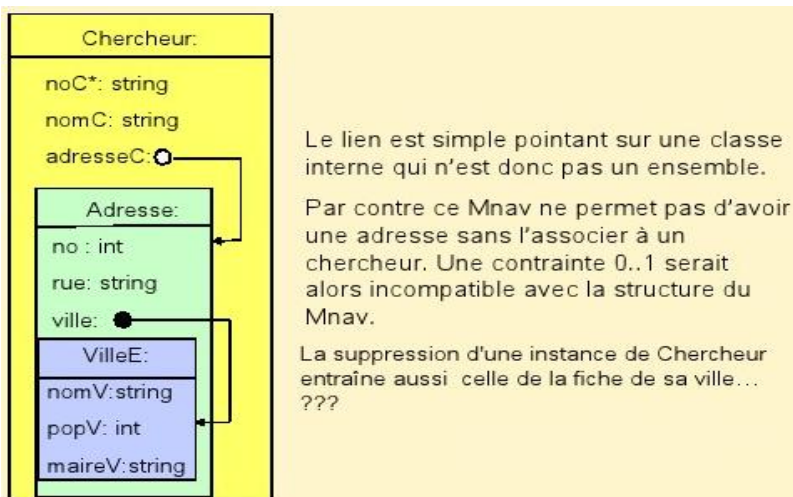 Chercheur:
noC*: string
nomC: string
adresseC:
Adresse:
no : int
rue: string
ville:
VilleE:
nomV:string
popV: int
maireV:string
Le lien est simple pointant sur une classe
interne qui n'est donc pas un ensemble.
Par contre ce Mnav ne permet pas d'avoir
une adresse sans l'associer à un
chercheur. Une contrainte 0..1 serait
alors incompatible avec la structure du
Mnav.
La suppression d'une instance de Chercheur
entraîne aussi celle de la fiche de sa ville...
???